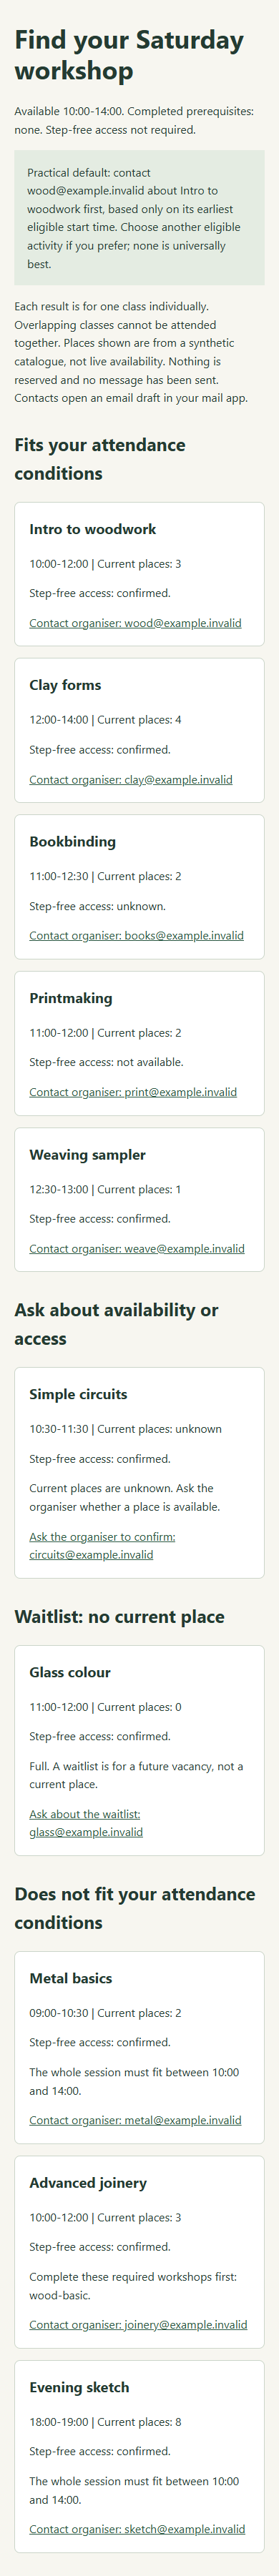 Find your Saturday
workshop
Available 10:00-14:00. Completed prerequisites:
none. Step-free access not required.
Practical default: contact
wood@example.invalid about Intro to
woodwork first, based only on its earliest
eligible start time. Choose another eligible
activity if you prefer; none is universally
best.
Each result is for one class individually.
Overlapping classes cannot be attended
together. Places shown are from a synthetic
catalogue, not live availability. Nothing is
reserved and no message has been sent.
Contacts open an email draft in your mail app.
Fits your attendance
conditions
Intro to woodwork
10:00-12:00 | Current places: 3
Step-free access: confirmed.
Contact organiser: wood@example.invalid
Clay forms
12:00-14:00 | Current places: 4
Step-free access: confirmed.
Contact organiser: clay@example.invalid
Bookbinding
11:00-12:30 | Current places: 2
Step-free access: unknown.
Contact organiser: books@example.invalid
Printmaking
11:00-12:00 | Current places: 2
Step-free access: not available.
Contact organiser: print@example.invalid
Weaving sampler
12:30-13:00 | Current places: 1
Step-free access: confirmed.
Contact organiser: weave@example.invalid
Ask about availability or
access
Simple circuits
10:30-11:30 | Current places: unknown
Step-free access: confirmed.
Current places are unknown. Ask the
organiser whether a place is available.
Ask the organiser to confirm:
circuits@example.invalid
Waitlist: no current place
Glass colour
11:00-12:00 | Current places: 0
Step-free access: confirmed.
Full. A waitlist is for a future vacancy, not a
current place.
Ask about the waitlist:
glass@example.invalid
Does not fit your attendance
conditions
Metal basics
09:00-10:30 | Current places: 2
Step-free access: confirmed.
The whole session must fit between 10:00
and 14:00.
Contact organiser: metal@example.invalid
Advanced joinery
10:00-12:00 | Current places: 3
Step-free access: confirmed.
Complete these required workshops first:
wood-basic.
Contact organiser: joinery@example.invalid
Evening sketch
18:00-19:00 | Current places: 8
Step-free access: confirmed.
The whole session must fit between 10:00
and 14:00.
Contact organiser: sketch@example.invalid